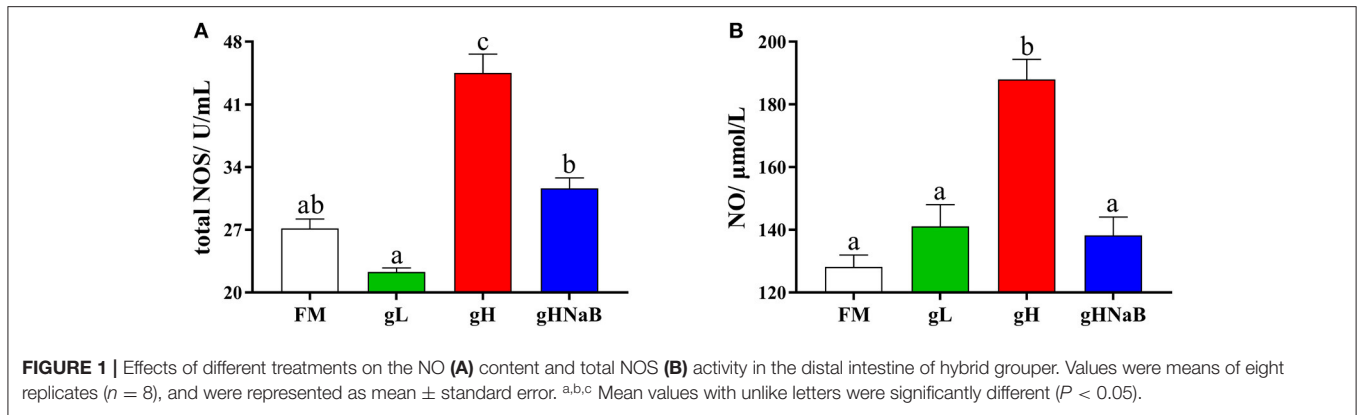 A
total NOS/ U/mL
48
41
34
27
20
ab
a
c
b
FM gL gH gHNaB
B
NO/ μmol/L
200
180
160
140
120
a
a
b
a
FM gL gH gHNaB
FIGURE 1 | Effects of different treatments on the NO (A) content and total NOS (B) activity in the distal intestine of hybrid grouper. Values were means of eight
replicates (n = 8), and were represented as mean ± standard error. a,b,c Mean values with unlike letters were significantly different (P < 0.05).